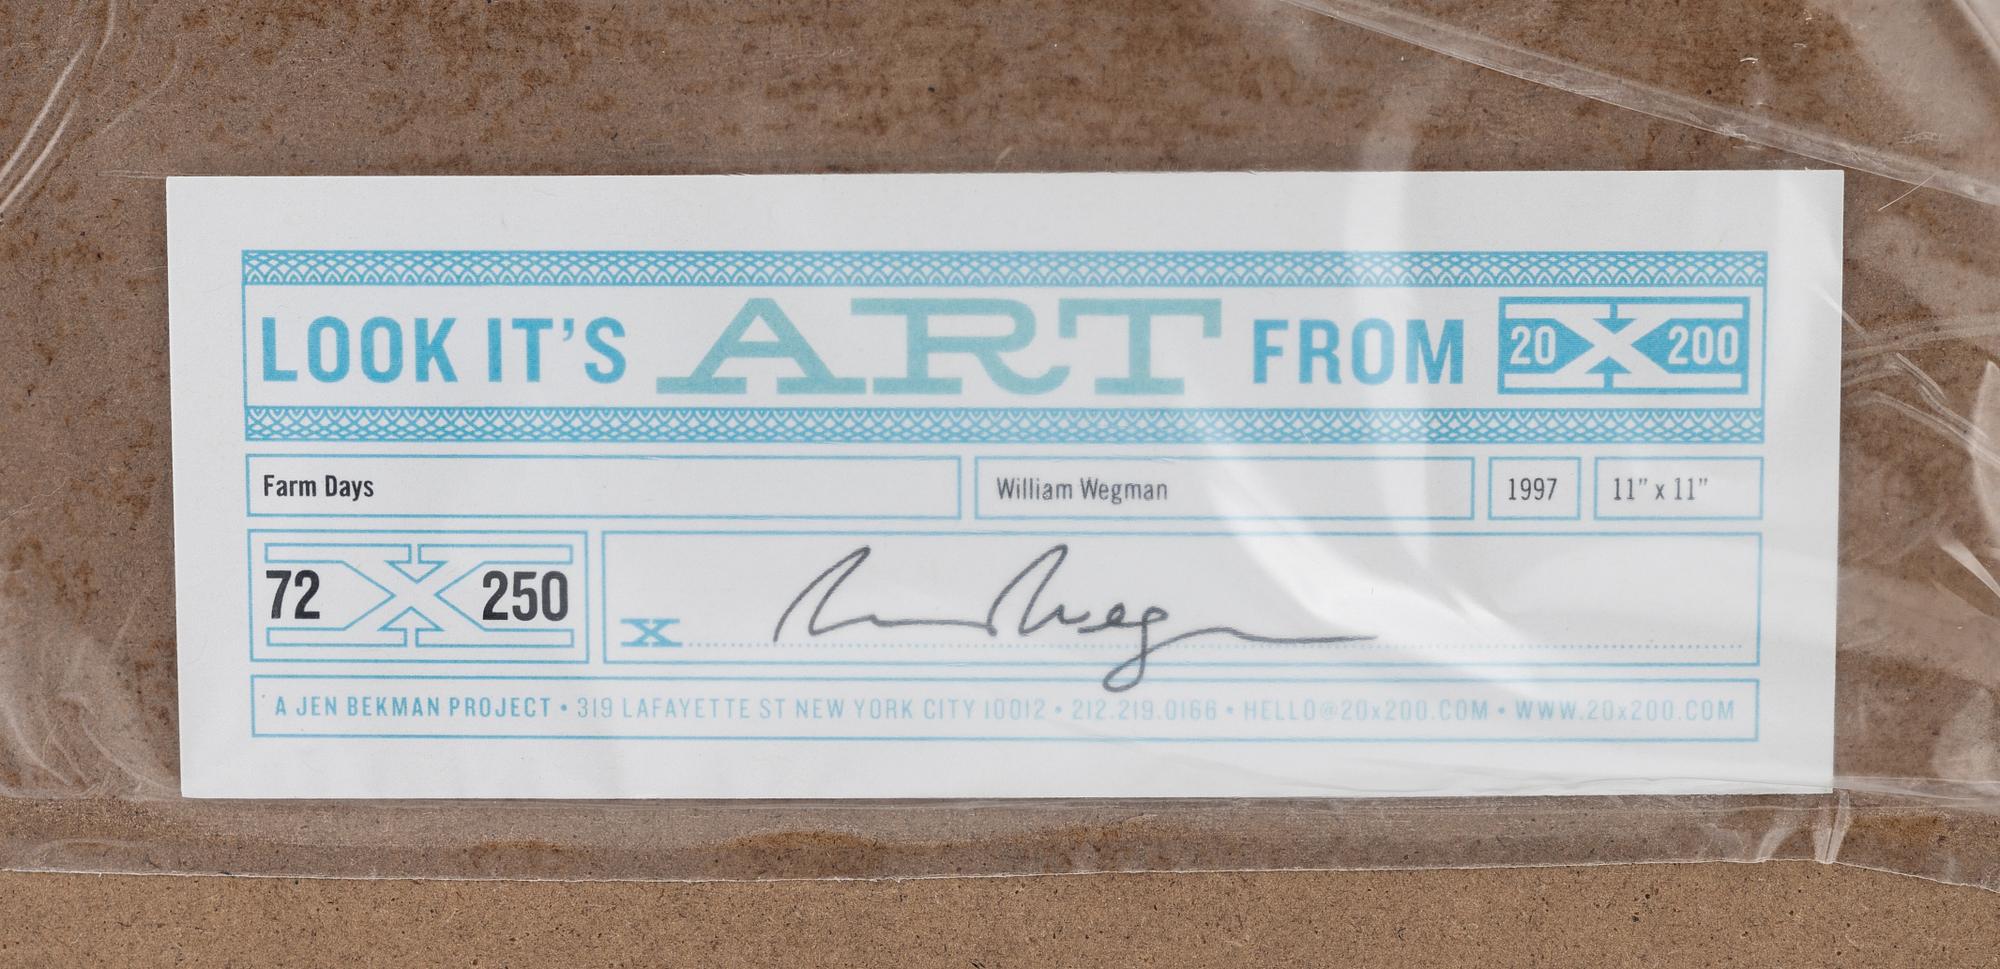 LOOK IT'S ART FROM 20 X 200
Farm Days William Wegman 1997 11" x 11"
72 X 250 X Wegman
A JEN BEKMAN PROJECT • 319 LAFAYETTE ST NEW YORK CITY 10012 • 212.219.0166 • HELLO@20x200.COM • WWW.20x200.COM